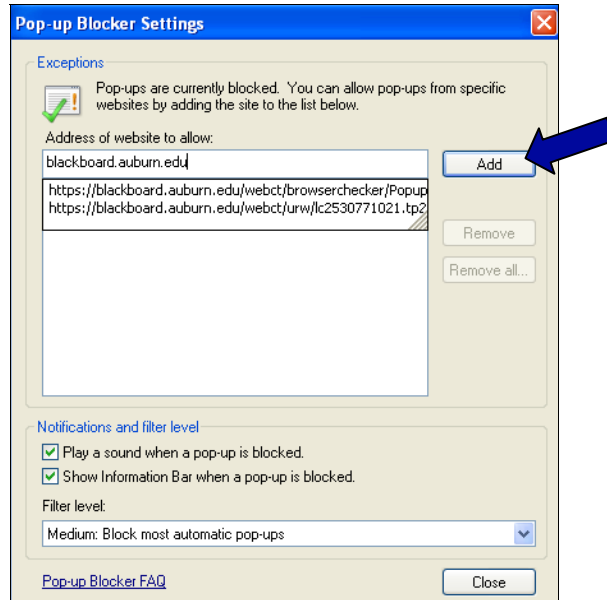 Pop-up Blocker Settings
Exceptions
Pop-ups are currently blocked. You can allow pop-ups from specific
websites by adding the site to the list below.
Address of website to allow:
blackboard.auburn.edu
Add
https://blackboard.auburn.edu/webct/browserchecker/Popup
https://blackboard.auburn.edu/webct/urw/lc2530771021.tp2
Remove
Remove all...
Notifications and filter level
Play a sound when a pop-up is blocked.
Show Information Bar when a pop-up is blocked.
Filter level:
Medium: Block most automatic pop-ups
Pop-up Blocker FAQ
Close